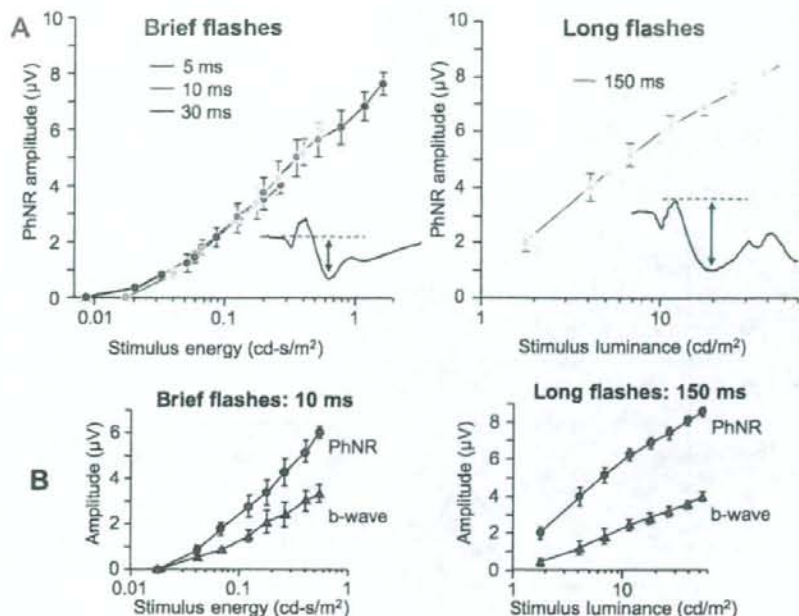 A
Brief flashes
5 ms
10 ms
30 ms
PhNR amplitude (µV)
10
8
6
4
2
0
0.01
0.1
1
Stimulus energy (cd-s/m²)
Long flashes
150 ms
PhNR amplitude (µV)
10
8
6
4
2
0
1
10
Stimulus luminance (cd/m²)
B
Brief flashes: 10 ms
Amplitude (µV)
6
4
2
0
0.01
0.1
1
PhNR
b-wave
Stimulus energy (cd-s/m²)
Long flashes: 150 ms
Amplitude (µV)
8
6
4
2
0
1
10
PhNR
b-wave
Stimulus luminance (cd/m²)